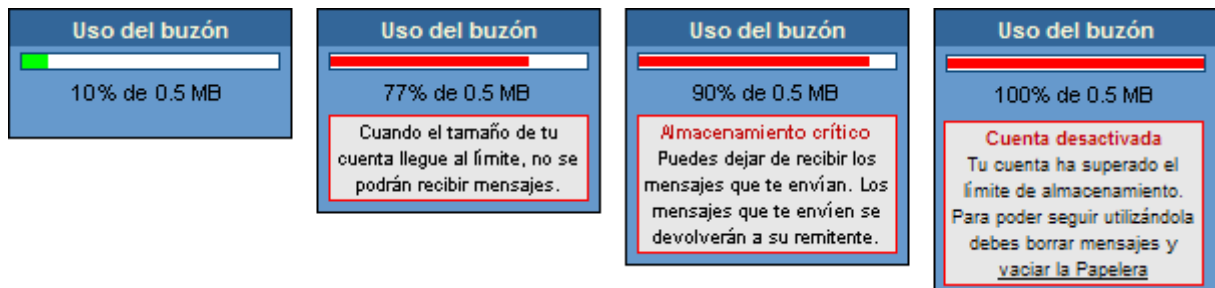 Uso del buzón
10% de 0.5 MB
Uso del buzón
77% de 0.5 MB
Cuando el tamaño de tu
cuenta llegue al límite, no se
podrán recibir mensajes.
Uso del buzón
90% de 0.5 MB
Almacenamiento crítico
Puedes dejar de recibir los
mensajes que te envían. Los
mensajes que te envíen se
devolverán a su remitente.
Uso del buzón
100% de 0.5 MB
Cuenta desactivada
Tu cuenta ha superado el
límite de almacenamiento.
Para poder seguir utilizándola
debes borrar mensajes y
vaciar la Papelera